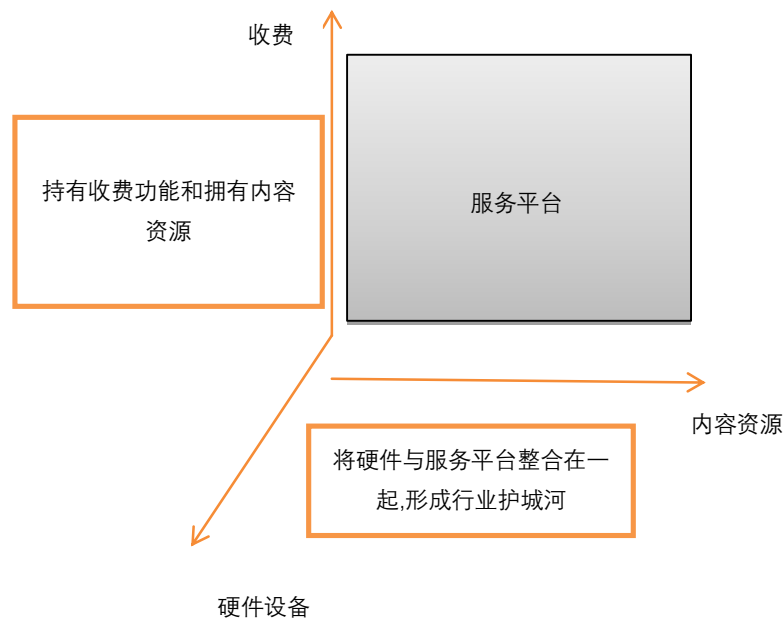 收费
持有收费功能和拥有内容
资源
服务平台
内容资源
将硬件与服务平台整合在一
起,形成行业护城河
硬件设备